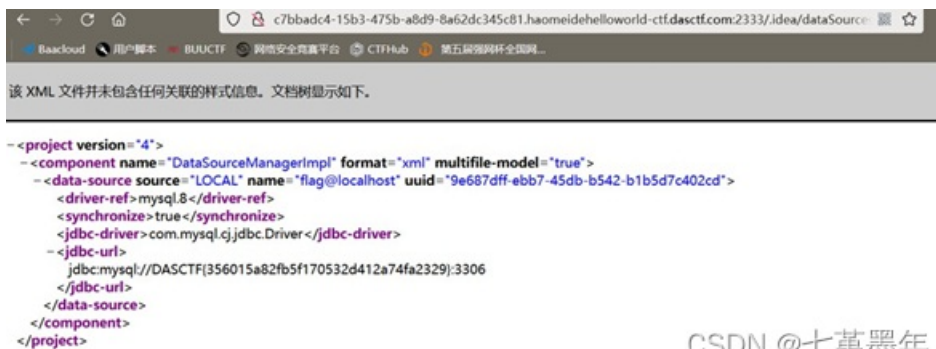 c7bbadc4-15b3-475b-a8d9-8a62dc345c81.haomeidehelloworld-ctf.dasctf.com:2333/.idea/dataSource
Baacloud 用户脚本 BUUCTF 网络安全竞赛平台 CTFHub 第五届强网杯全国网...
该 XML 文件并未包含任何关联的样式信息。文档树显示如下。
−<project version="4">
−<component name="DataSourceManagerImpl" format="xml" multifile-model="true">
−<data-source source="LOCAL" name="flag@localhost" uuid="9e687dff-ebb7-45db-b542-b1b5d7c402cd">
<driver-ref>mysql.8</driver-ref>
<synchronize>true</synchronize>
<jdbc-driver>com.mysql.cj.jdbc.Driver</jdbc-driver>
−<jdbc-url>
jdbc:mysql://DASCTF{356015a82fb5f170532d412a74fa2329}:3306
</jdbc-url>
</data-source>
</component>
</project>
CSDN @七堇墨年